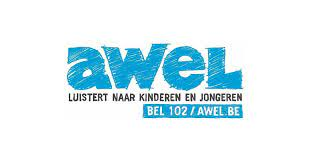 aWEL
LUISTERT NAAR KINDEREN EN JONGEREN
BEL 102 / AWEL.BE